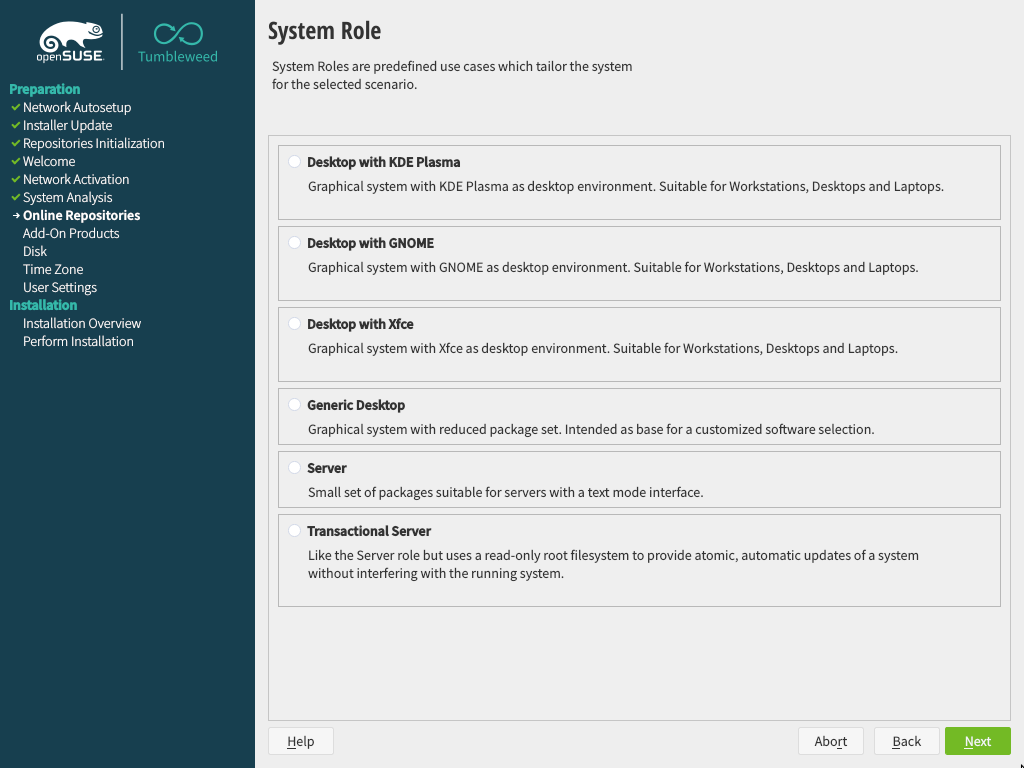 openSUSE
Tumbleweed
Preparation
Network Autosetup
Installer Update
Repositories Initialization
Welcome
Network Activation
System Analysis
Online Repositories
Add-On Products
Disk
Time Zone
User Settings
Installation
Installation Overview
Perform Installation
System Role
System Roles are predefined use cases which tailor the system
for the selected scenario.
Desktop with KDE Plasma
Graphical system with KDE Plasma as desktop environment. Suitable for Workstations, Desktops and Laptops.
Desktop with GNOME
Graphical system with GNOME as desktop environment. Suitable for Workstations, Desktops and Laptops.
Desktop with Xfce
Graphical system with Xfce as desktop environment. Suitable for Workstations, Desktops and Laptops.
Generic Desktop
Graphical system with reduced package set. Intended as base for a customized software selection.
Server
Small set of packages suitable for servers with a text mode interface.
Transactional Server
Like the Server role but uses a read-only root filesystem to provide atomic, automatic updates of a system
without interfering with the running system.
Help
Abort
Back
Next